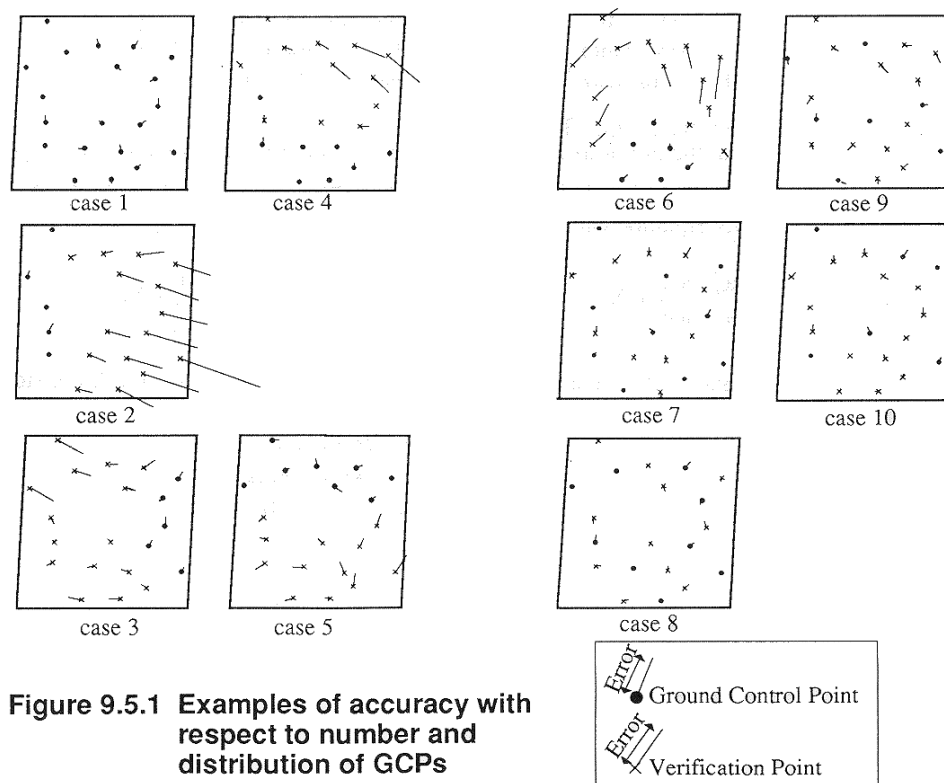 case 1
case 4
case 6
case 9
case 2
case 7
case 10
case 3
case 5
case 8
Figure 9.5.1 Examples of accuracy with
respect to number and
distribution of GCPs
Error
Ground Control Point
Error
Verification Point